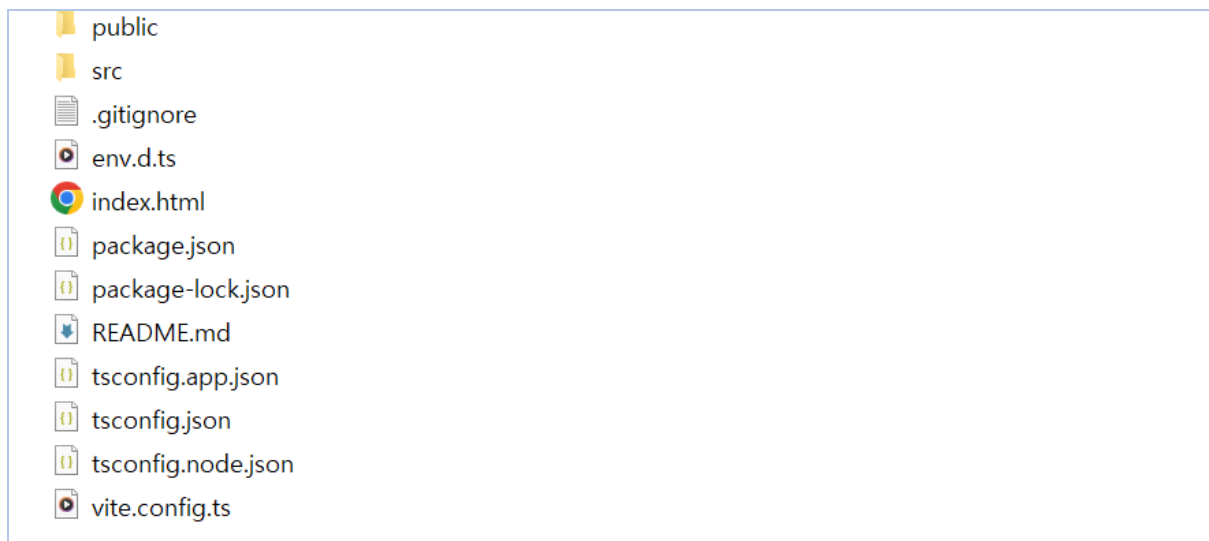 public
src
.gitignore
env.d.ts
index.html
package.json
package-lock.json
README.md
tsconfig.app.json
tsconfig.json
tsconfig.node.json
vite.config.ts